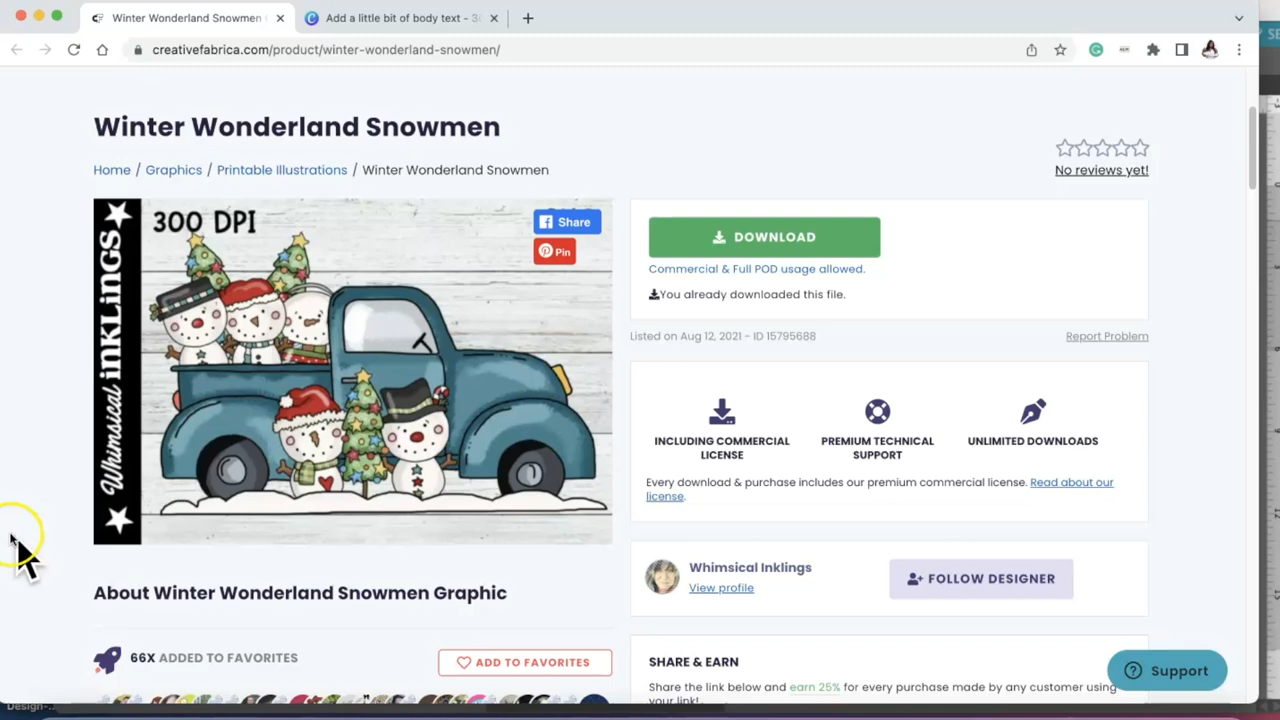 Winter Wonderland Snowmen
Add a little bit of body text - 3
creativefabrica.com/product/winter-wonderland-snowmen/
SE
Winter Wonderland Snowmen
Home / Graphics / Printable Illustrations / Winter Wonderland Snowmen
No reviews yet!
300 DPI
Share
Pin
Whimsical INKLINGS
DOWNLOAD
Commercial & Full POD usage allowed.
You already downloaded this file.
Listed on Aug 12, 2021 - ID 15795688
Report Problem
INCLUDING COMMERCIAL LICENSE
PREMIUM TECHNICAL SUPPORT
UNLIMITED DOWNLOADS
Every download & purchase includes our premium commercial license. Read about our
license.
Whimsical Inklings
View profile
FOLLOW DESIGNER
About Winter Wonderland Snowmen Graphic
66X ADDED TO FAVORITES
ADD TO FAVORITES
SHARE & EARN
Share the link below and earn 25% for every purchase made by any customer using
your link!
Support
Design-...